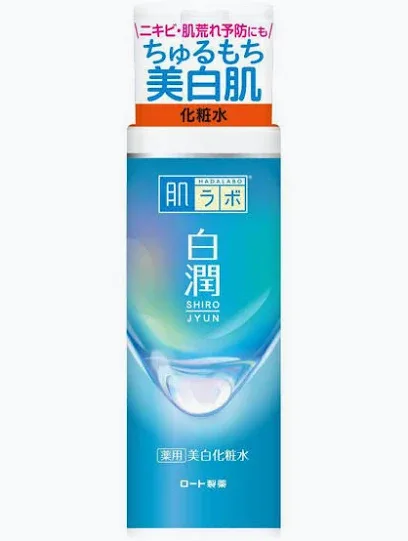 ニキビ・肌荒れ予防にも
ちゅるもち
美白肌
化粧水
HADALABO
肌ラボ
白潤
SHIRO
JYUN
薬用 美白化粧水
ロート製薬